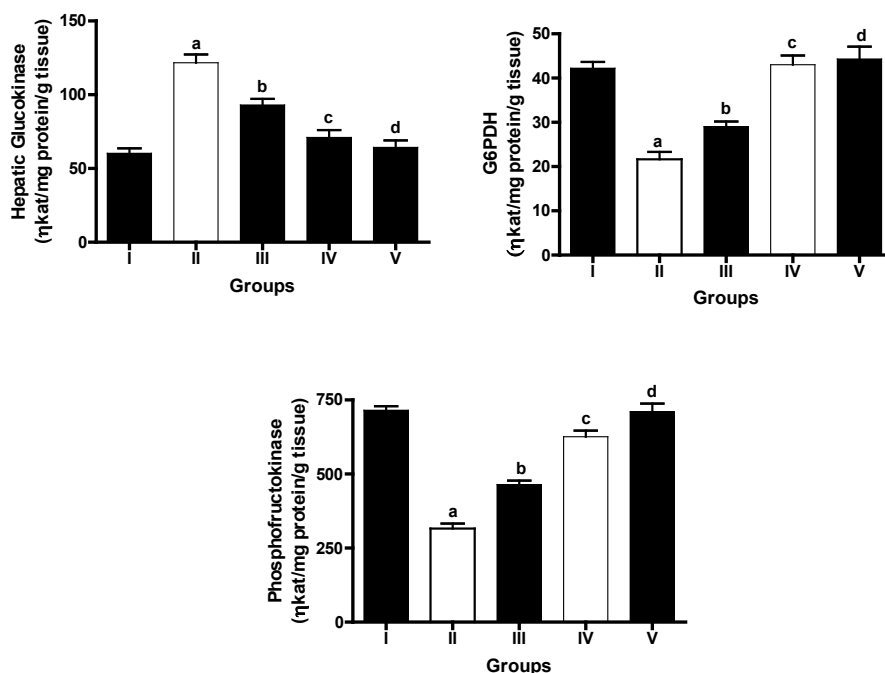 Hepatic Glucokinase
(ηkat/mg protein/g tissue)
150
100
50
0
a
b
c
d
I II III IV V
Groups
G6PDH
(ηkat/mg protein/g tissue)
50
40
30
20
10
0
a
b
c
d
I II III IV V
Groups
Phosphofructokinase
(ηkat/mg protein/g tissue)
750
500
250
0
a
b
c
d
I II III IV V
Groups